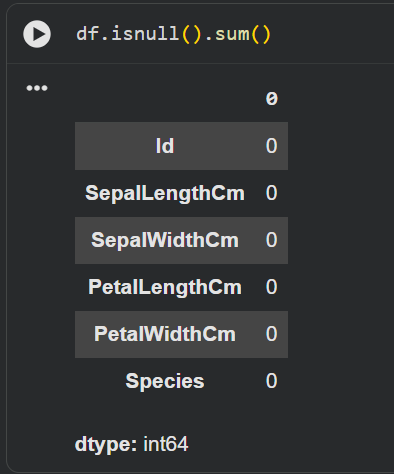 df.isnull().sum()
0
Id 0
SepalLengthCm 0
SepalWidthCm 0
PetalLengthCm 0
PetalWidthCm 0
Species 0
dtype: int64